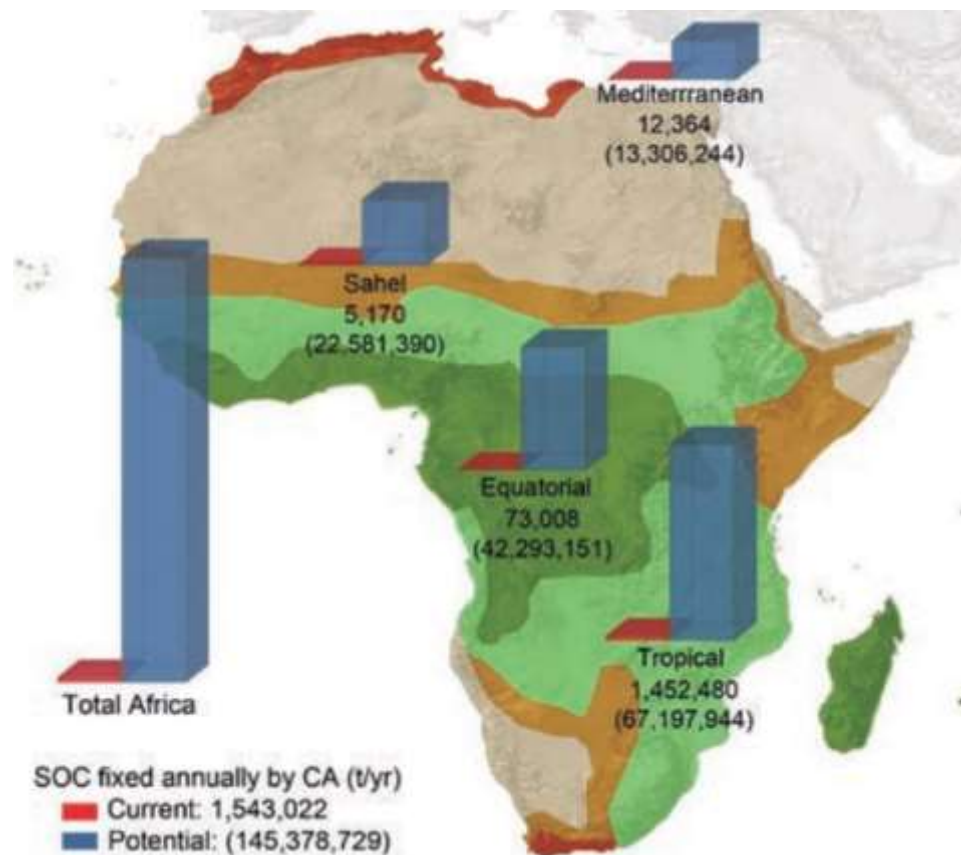 Mediterrranean
12,364
(13,306,244)
Sahel
5,170
(22,581,390)
Equatorial
73,008
(42,293,151)
Tropical
1,452,480
(67,197,944)
Total Africa
SOC fixed annually by CA (t/yr)
Current: 1,543,022
Potential: (145,378,729)